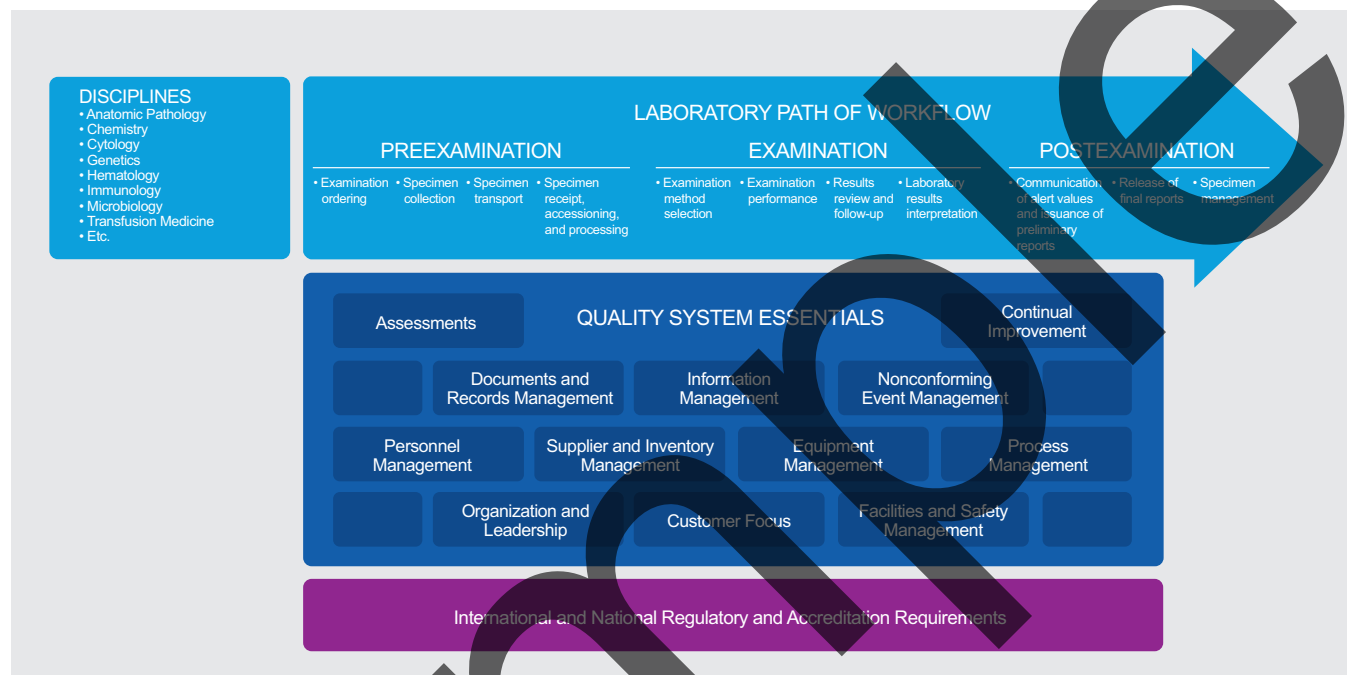 DISCIPLINES
• Anatomic Pathology
• Chemistry
• Cytology
• Genetics
• Hematology
• Immunology
• Microbiology
• Transfusion Medicine
• Etc.
LABORATORY PATH OF WORKFLOW
PREEXAMINATION
• Examination
ordering
• Specimen
collection
• Specimen
transport
• Specimen
receipt,
accessioning,
and processing
EXAMINATION
• Examination
method
selection
• Examination
performance
• Results
review and
follow-up
• Laboratory
results
interpretation
POSTEXAMINATION
• Communication
of alert values
and issuance of
preliminary
reports
• Release of
final reports
• Specimen
management
QUALITY SYSTEM ESSENTIALS
Assessments
Continual
Improvement
Documents and
Records Management
Information
Management
Nonconforming
Event Management
Personnel
Management
Supplier and Inventory
Management
Equipment
Management
Process
Management
Organization and
Leadership
Customer Focus
Facilities and Safety
Management
International and National Regulatory and Accreditation Requirements
mple